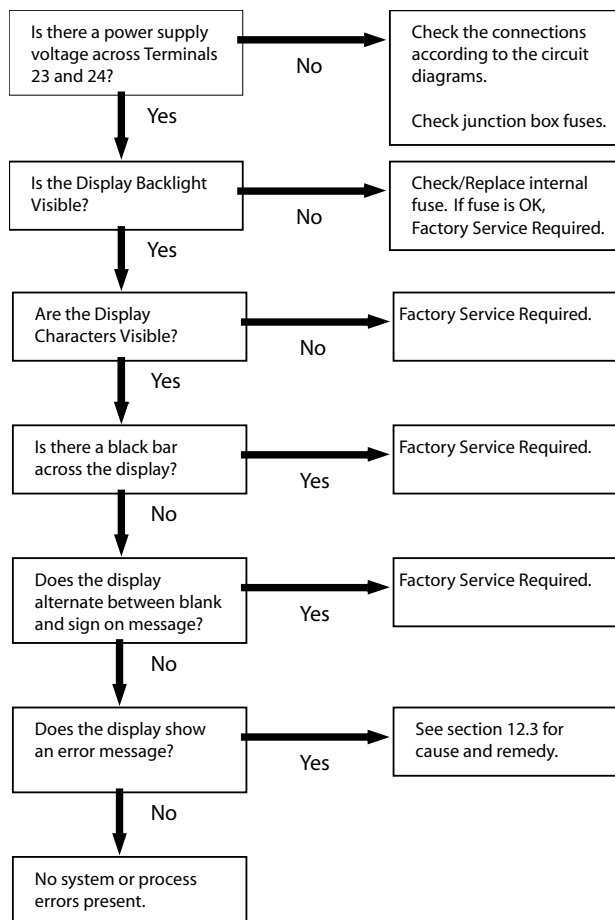 Is there a power supply
voltage across Terminals
23 and 24?
No
Check the connections
according to the circuit
diagrams.
Check junction box fuses.
Yes
Is the Display Backlight
Visible?
No
Check/Replace internal
fuse. If fuse is OK,
Factory Service Required.
Yes
Are the Display
Characters Visible?
No
Factory Service Required.
Yes
Is there a black bar
across the display?
Yes
Factory Service Required.
No
Does the display
alternate between blank
and sign on message?
Yes
Factory Service Required.
No
Does the display show
an error message?
Yes
See section 12.3 for
cause and remedy.
No
No system or process
errors present.